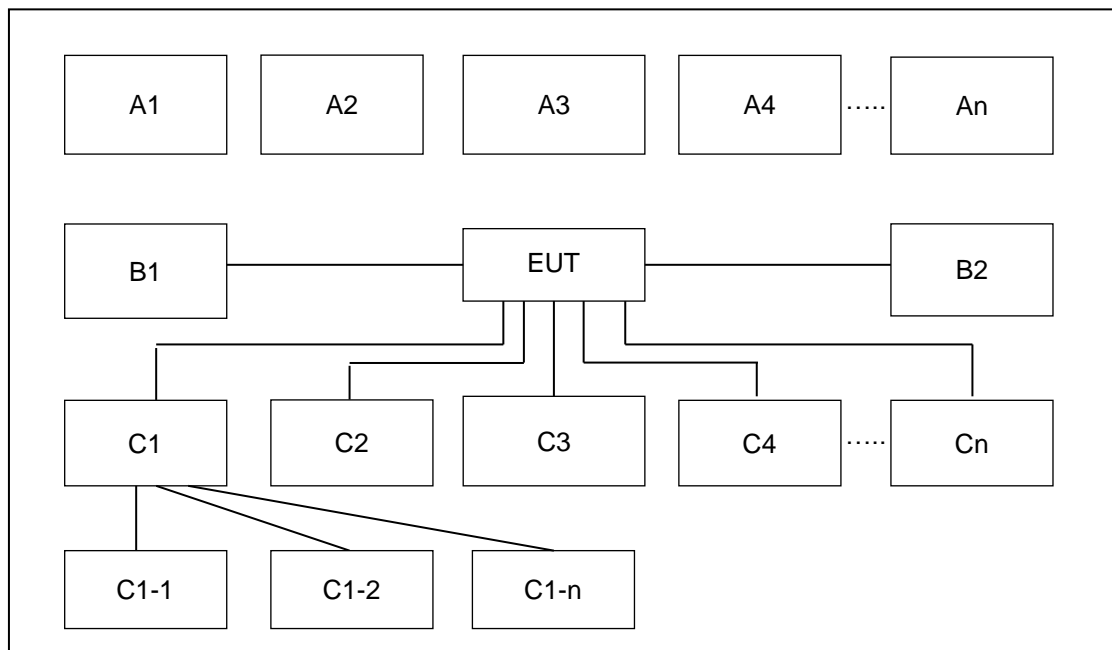 A1 A2 A3 A4 ..... An
B1 EUT B2
C1 C2 C3 C4 ..... Cn
C1-1 C1-2 C1-n